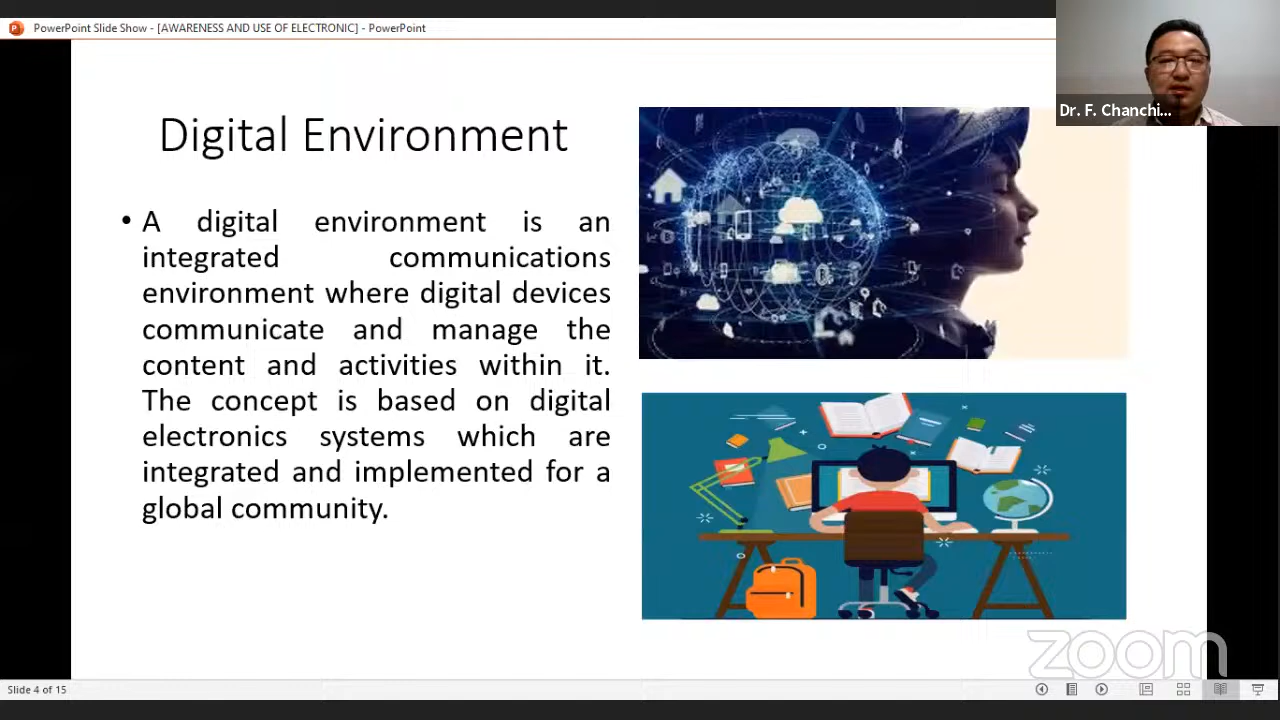 PowerPoint Slide Show - [AWARENESS AND USE OF ELECTRONIC] - PowerPoint
Dr. F. Chanchi...
Digital Environment
• A digital environment is an
integrated communications
environment where digital devices
communicate and manage the
content and activities within it.
The concept is based on digital
electronics systems which are
integrated and implemented for a
global community.
zoom
Slide 4 of 15